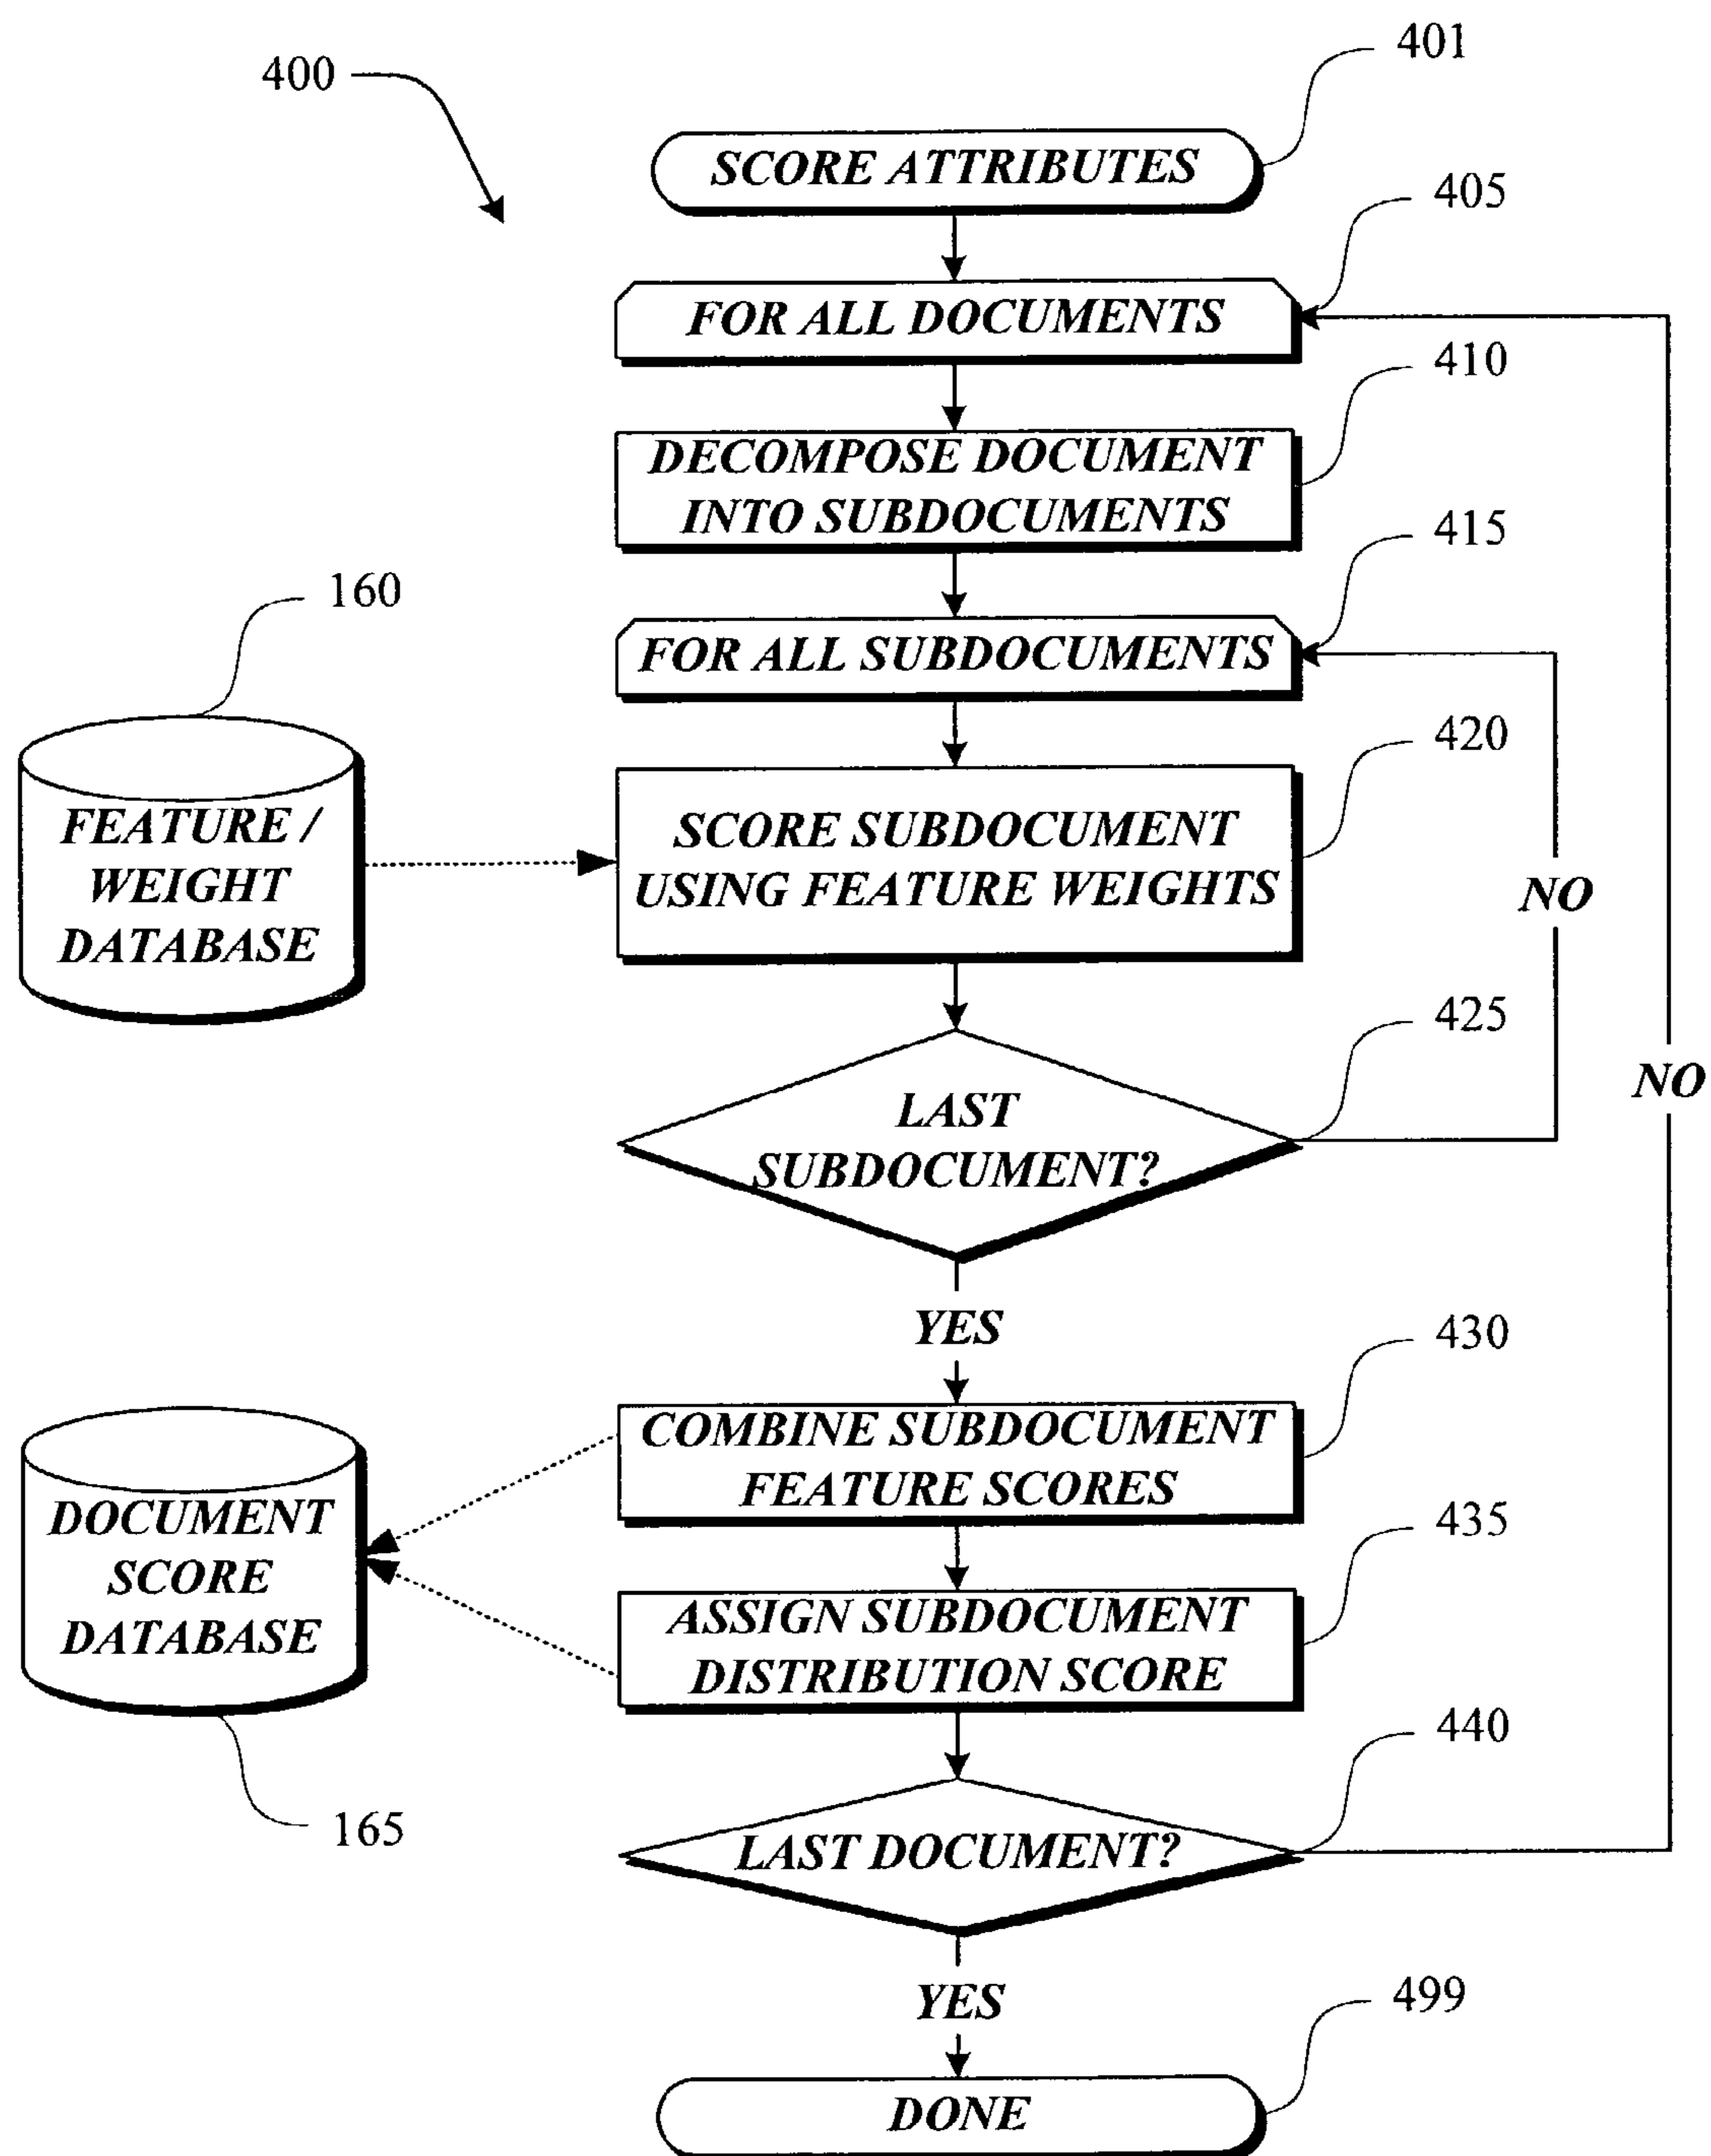 400
401
SCORE ATTRIBUTES
405
FOR ALL DOCUMENTS
410
DECOMPOSE DOCUMENT
INTO SUBDOCUMENTS
415
FOR ALL SUBDOCUMENTS
160
FEATURE /
WEIGHT
DATABASE
420
SCORE SUBDOCUMENT
USING FEATURE WEIGHTS
NO
425
LAST
SUBDOCUMENT?
NO
YES
430
COMBINE SUBDOCUMENT
FEATURE SCORES
DOCUMENT
SCORE
DATABASE
165
435
ASSIGN SUBDOCUMENT
DISTRIBUTION SCORE
440
LAST DOCUMENT?
YES
499
DONE